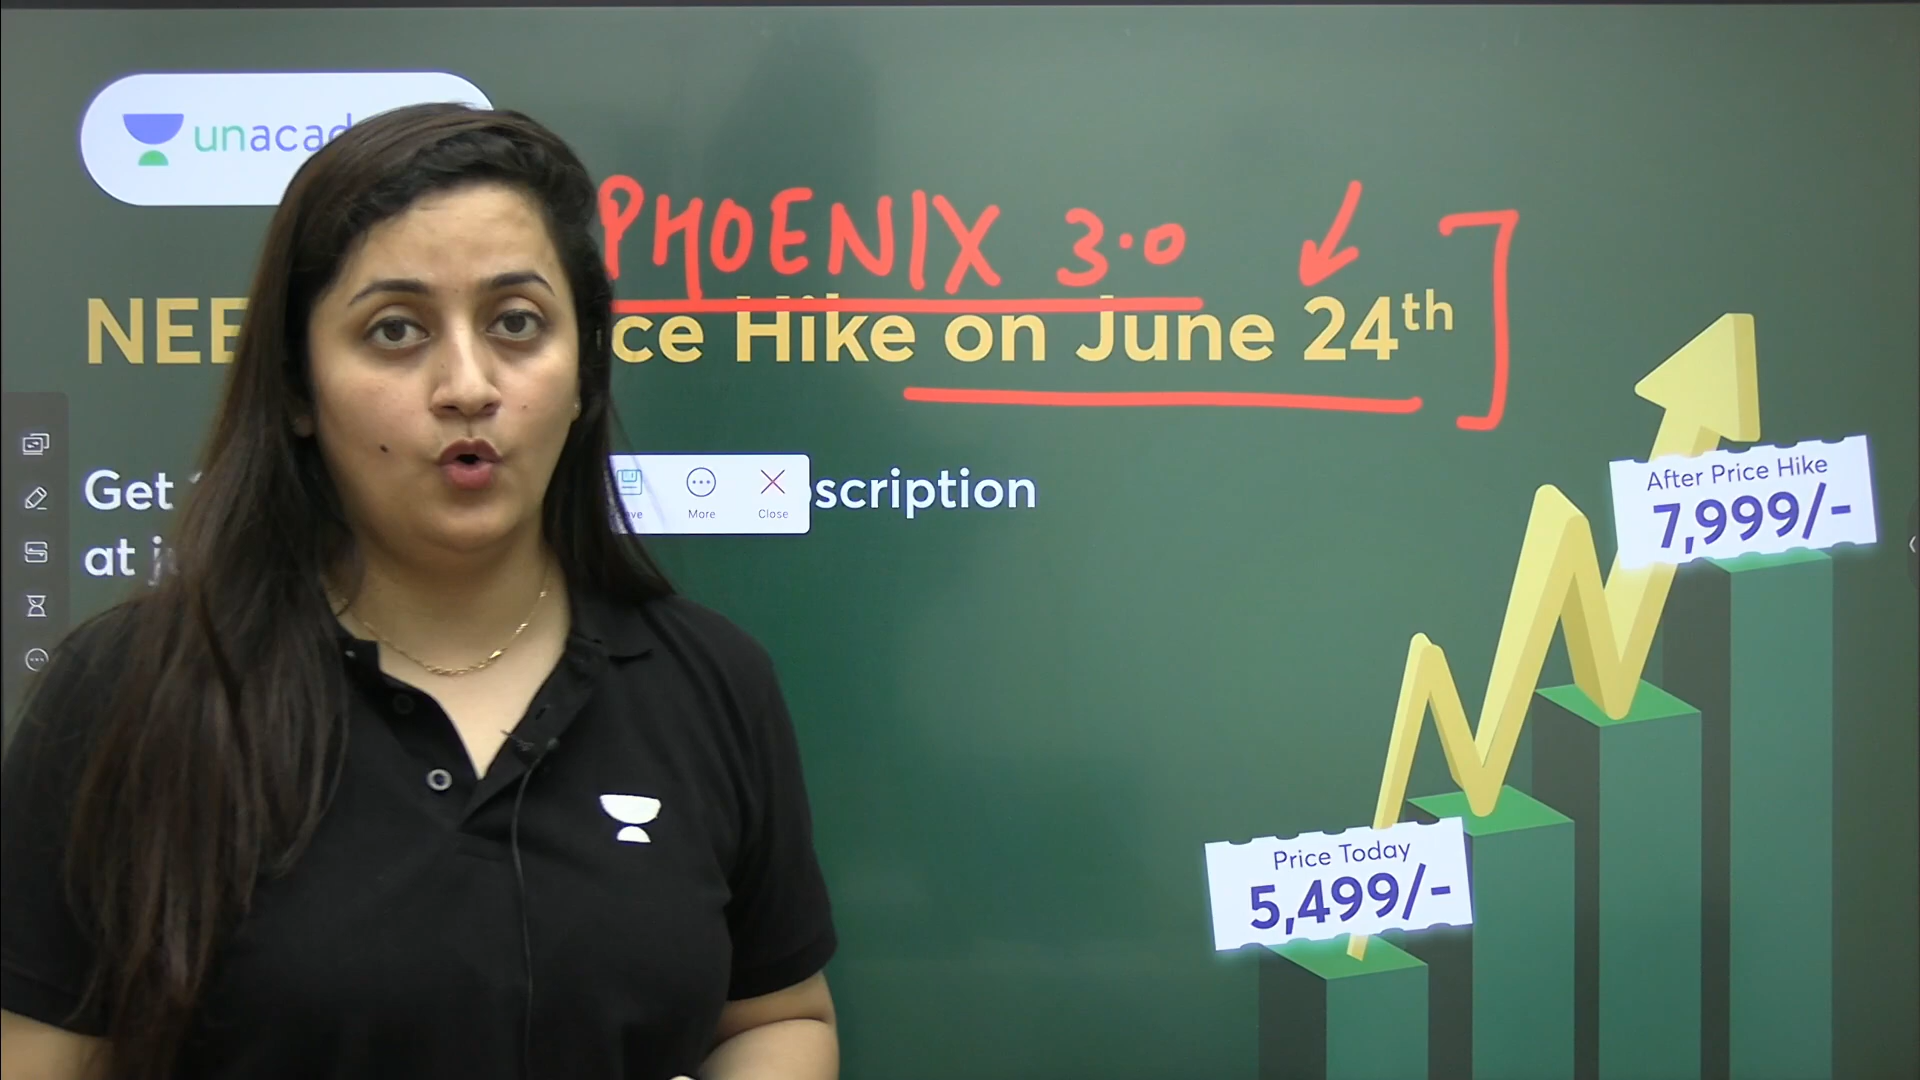 unacad
PHOENIX 3.0
NEE ce Hike on June 24th
Get scription
at
More
Close
After Price Hike
7,999/-
Price Today
5,499/-